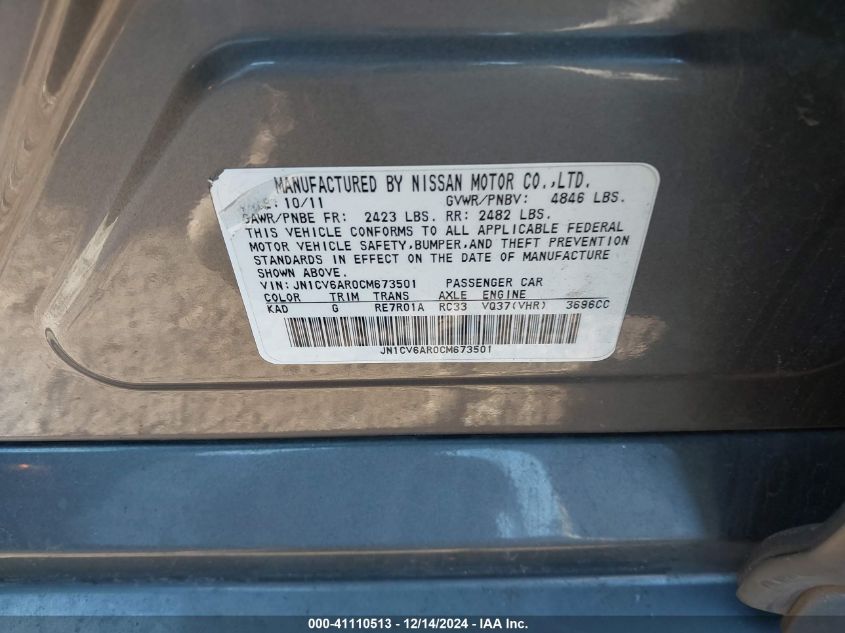 MANUFACTURED BY NISSAN MOTOR CO.,LTD.
10/11 GVWR/PNBV: 4846 LBS.
GAWR/PNBE FR: 2423 LBS. RR: 2482 LBS.
THIS VEHICLE CONFORMS TO ALL APPLICABLE FEDERAL
MOTOR VEHICLE SAFETY,BUMPER,AND THEFT PREVENTION
STANDARDS IN EFFECT ON THE DATE OF MANUFACTURE
SHOWN ABOVE.
VIN: JN1CV6AR0CM673501 PASSENGER CAR
COLOR TRIM TRANS AXLE ENGINE
KAD G RE7R01A RC33 VQ37(VHR) 3696CC
JN1CV6AR0CM673501
000-41110513 - 12/14/2024 - IAA Inc.